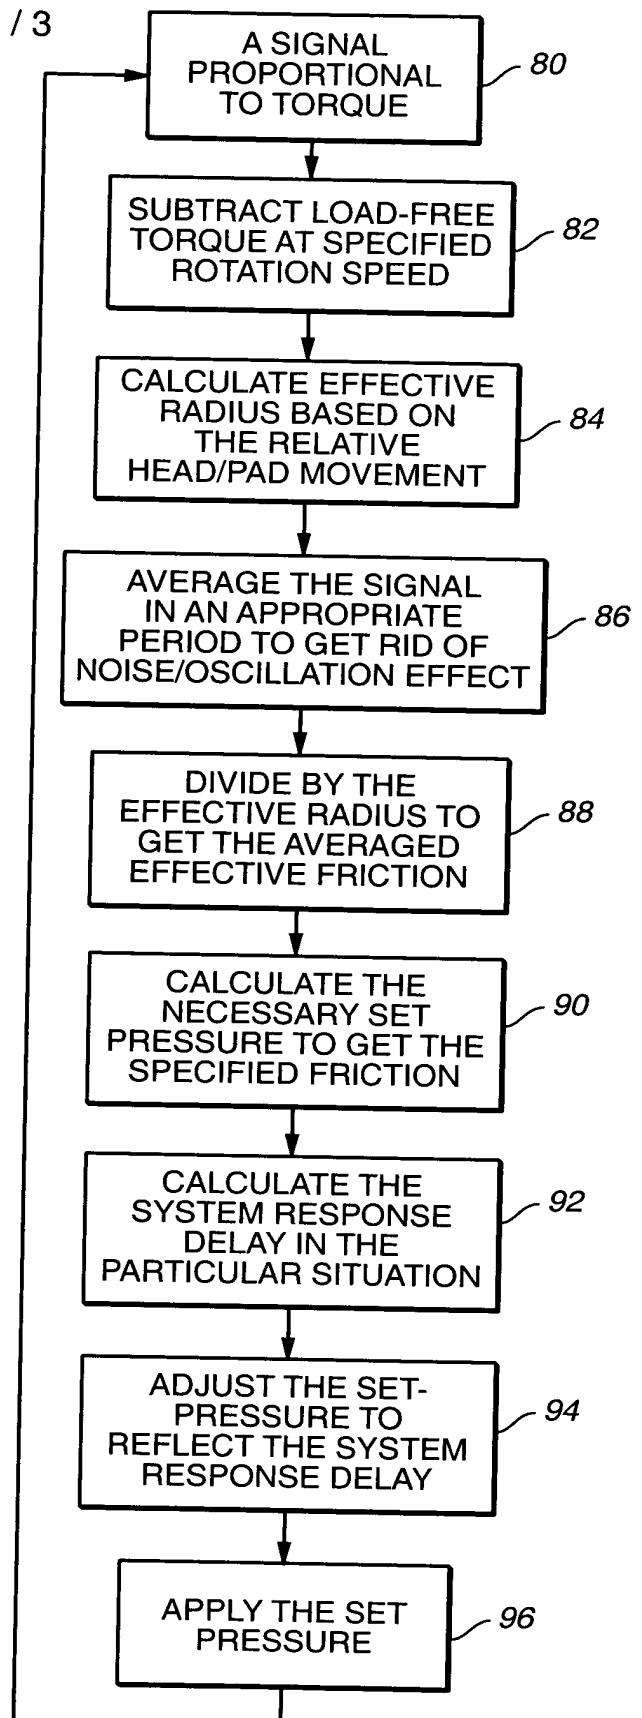 / 3
A SIGNAL
PROPORTIONAL
TO TORQUE
80
SUBTRACT LOAD-FREE
TORQUE AT SPECIFIED
ROTATION SPEED
82
CALCULATE EFFECTIVE
RADIUS BASED ON
THE RELATIVE
HEAD/PAD MOVEMENT
84
AVERAGE THE SIGNAL
IN AN APPROPRIATE
PERIOD TO GET RID OF
NOISE/OSCILLATION EFFECT
86
DIVIDE BY THE
EFFECTIVE RADIUS TO
GET THE AVERAGED
EFFECTIVE FRICTION
88
CALCULATE THE
NECESSARY SET
PRESSURE TO GET THE
SPECIFIED FRICTION
90
CALCULATE THE
SYSTEM RESPONSE
DELAY IN THE
PARTICULAR SITUATION
92
ADJUST THE SET-
PRESSURE TO
REFLECT THE SYSTEM
RESPONSE DELAY
94
APPLY THE SET
PRESSURE
96